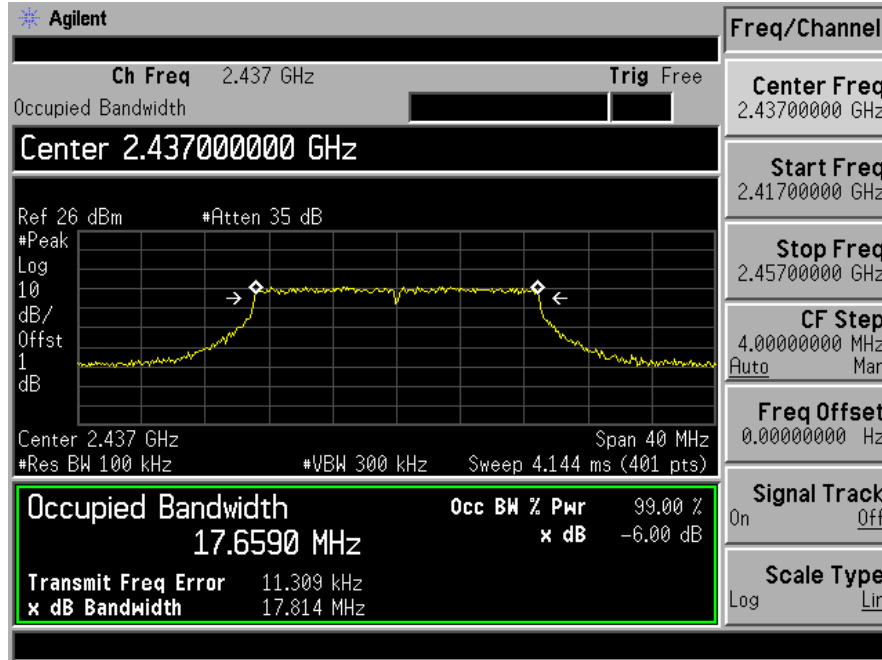 Agilent
Freq/Channel
Ch Freq 2.437 GHz Trig Free
Occupied Bandwidth
Center 2.437000000 GHz
Ref 26 dBm #Atten 35 dB
#Peak
Log
10
dB/
Offst
1
dB
Center 2.437 GHz Span 40 MHz
#Res BW 100 kHz #VBW 300 kHz Sweep 4.144 ms (401 pts)
Occupied Bandwidth
17.6590 MHz
Occ BW % Pwr 99.00 %
x dB -6.00 dB
Transmit Freq Error 11.309 kHz
x dB Bandwidth 17.814 MHz
Center Freq
2.43700000 GHz
Start Freq
2.41700000 GHz
Stop Freq
2.45700000 GHz
CF Step
4.00000000 MHz
Auto Man
Freq Offset
0.00000000 Hz
Signal Track
On Off
Scale Type
Log Lin